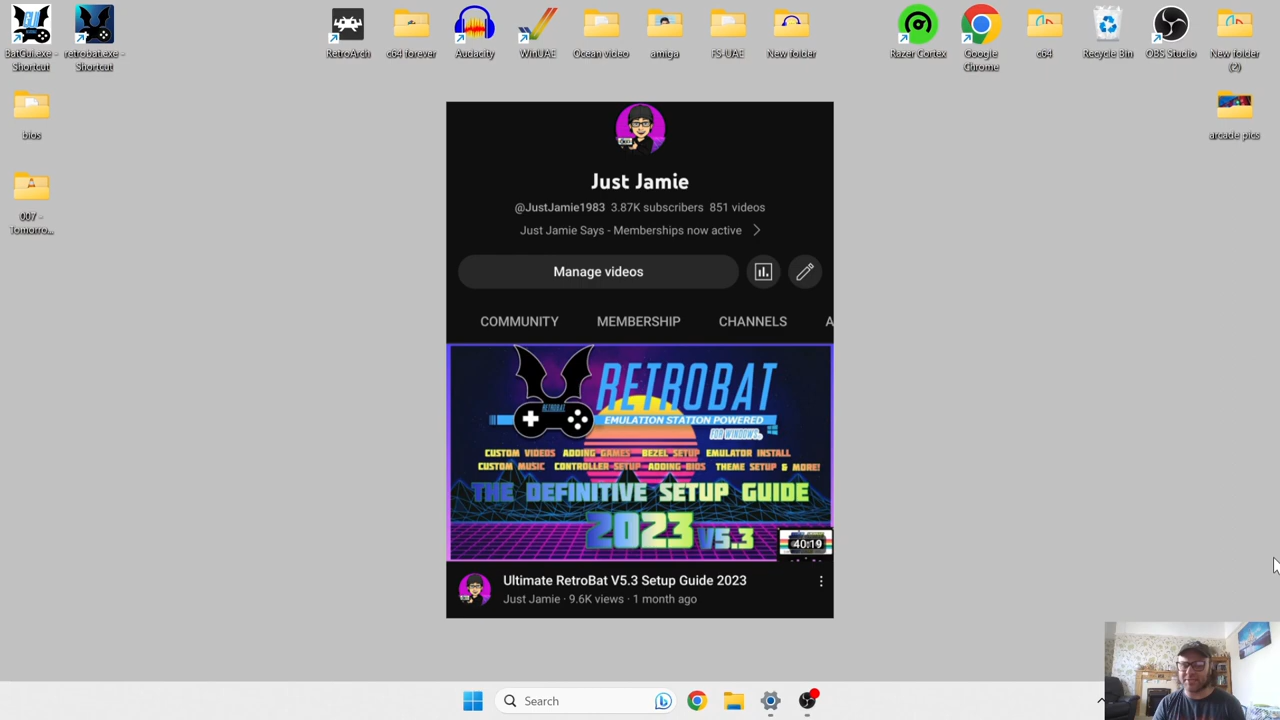 BatGui.exe - Shortcut
retrobat.exe - Shortcut
RetroArch
c64 forever
Audacity
WinUAE
Ocean video
amiga
FS-UAE
New folder
Razer Cortex
Google Chrome
c64
Recycle Bin
OBS Studio
New folder (2)
bios
arcade pics
007 - Tomorro...
Just Jamie
@JustJamie1983 3.87K subscribers 851 videos
Just Jamie Says - Memberships now active
Manage videos
COMMUNITY MEMBERSHIP CHANNELS A
RETROBAT
RETROBAT
EMULATION STATION POWERED
FOR WINDOWS
CUSTOM VIDEOS ADDING GAMES BEZEL SETUP EMULATOR INSTALL
CUSTOM MUSIC CONTROLLER SETUP ADDING BIOS THEME SETUP & MORE!
THE DEFINITIVE SETUP GUIDE
2023 V5.3
40:19
Ultimate RetroBat V5.3 Setup Guide 2023
Just Jamie · 9.6K views · 1 month ago
Search